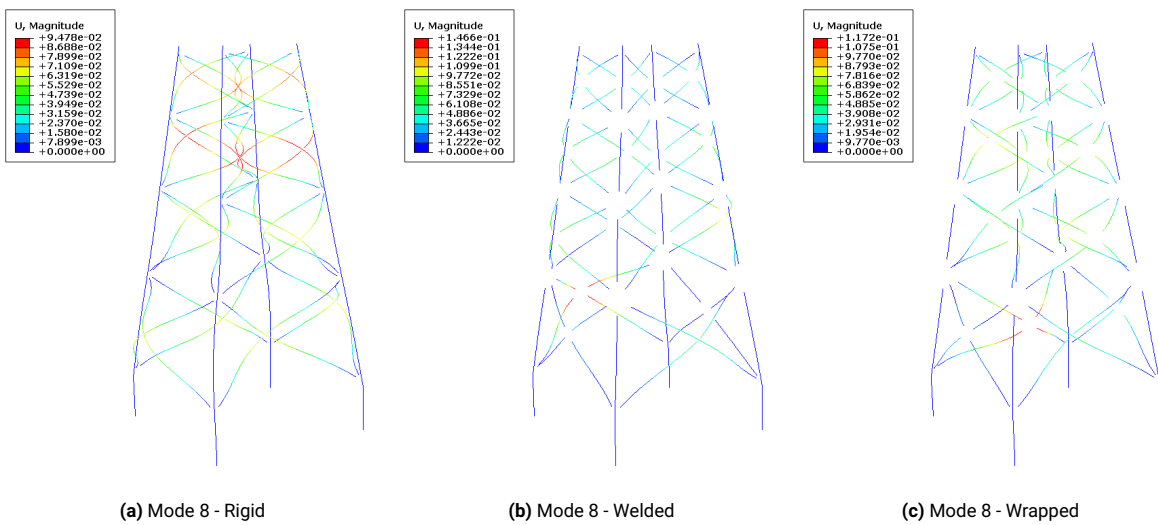 U, Magnitude
+9.478e-02
+8.688e-02
+7.899e-02
+7.109e-02
+6.319e-02
+5.529e-02
+4.739e-02
+3.949e-02
+3.159e-02
+2.370e-02
+1.580e-02
+7.899e-03
+0.000e+00
U, Magnitude
+1.466e-01
+1.344e-01
+1.222e-01
+1.099e-01
+9.772e-02
+8.551e-02
+7.329e-02
+6.108e-02
+4.886e-02
+3.665e-02
+2.443e-02
+1.222e-02
+0.000e+00
U, Magnitude
+1.172e-01
+1.075e-01
+9.770e-02
+8.793e-02
+7.816e-02
+6.839e-02
+5.862e-02
+4.885e-02
+3.908e-02
+2.931e-02
+1.954e-02
+9.770e-03
+0.000e+00
(a) Mode 8 - Rigid
(b) Mode 8 - Welded
(c) Mode 8 - Wrapped